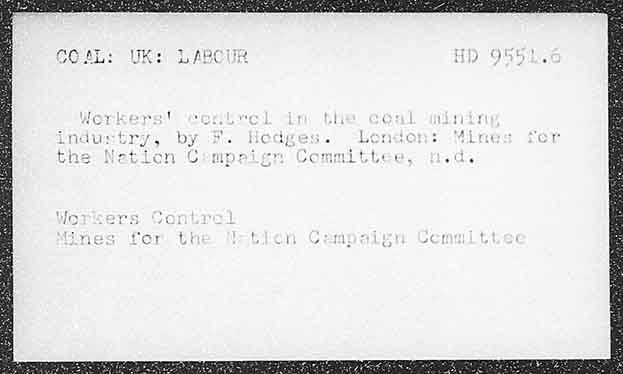 COAL: UK: LABOUR HD 9551.6
Workers' control in the coal mining
industry, by F. Hodges. London: Mines for
the Nation Campaign Committee, n.d.
Workers Control
Mines for the Nation Campaign Committee